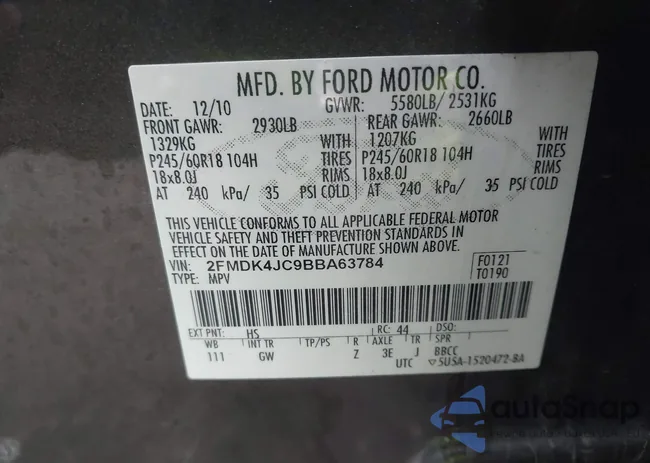 MFD. BY FORD MOTOR CO.
DATE: 12/10 GVWR: 5580LB/ 2531KG
FRONT GAWR: 2930LB REAR GAWR: 2660LB
1329KG WITH 1207KG WITH
P245/60R18 104H TIRES P245/60R18 104H TIRES
18x8.0J RIMS 18x8.0J RIMS
AT 240 kPa/ 35 PSI COLD AT 240 kPa/ 35 PSI COLD
THIS VEHICLE CONFORMS TO ALL APPLICABLE FEDERAL MOTOR
VEHICLE SAFETY AND THEFT PREVENTION STANDARDS IN
EFFECT ON THE DATE OF MANUFACTURE SHOWN ABOVE.
VIN: 2FMDK4JC9BBA63784 F0121
TYPE: MPV T0190
EXT PNT: HS RC: 44 DSO:
WB INT TR TP/PS R AXLE TR SPR
111 GW Z 3E J BBCC
UTC 5USA-1520472-BA
autoSnap